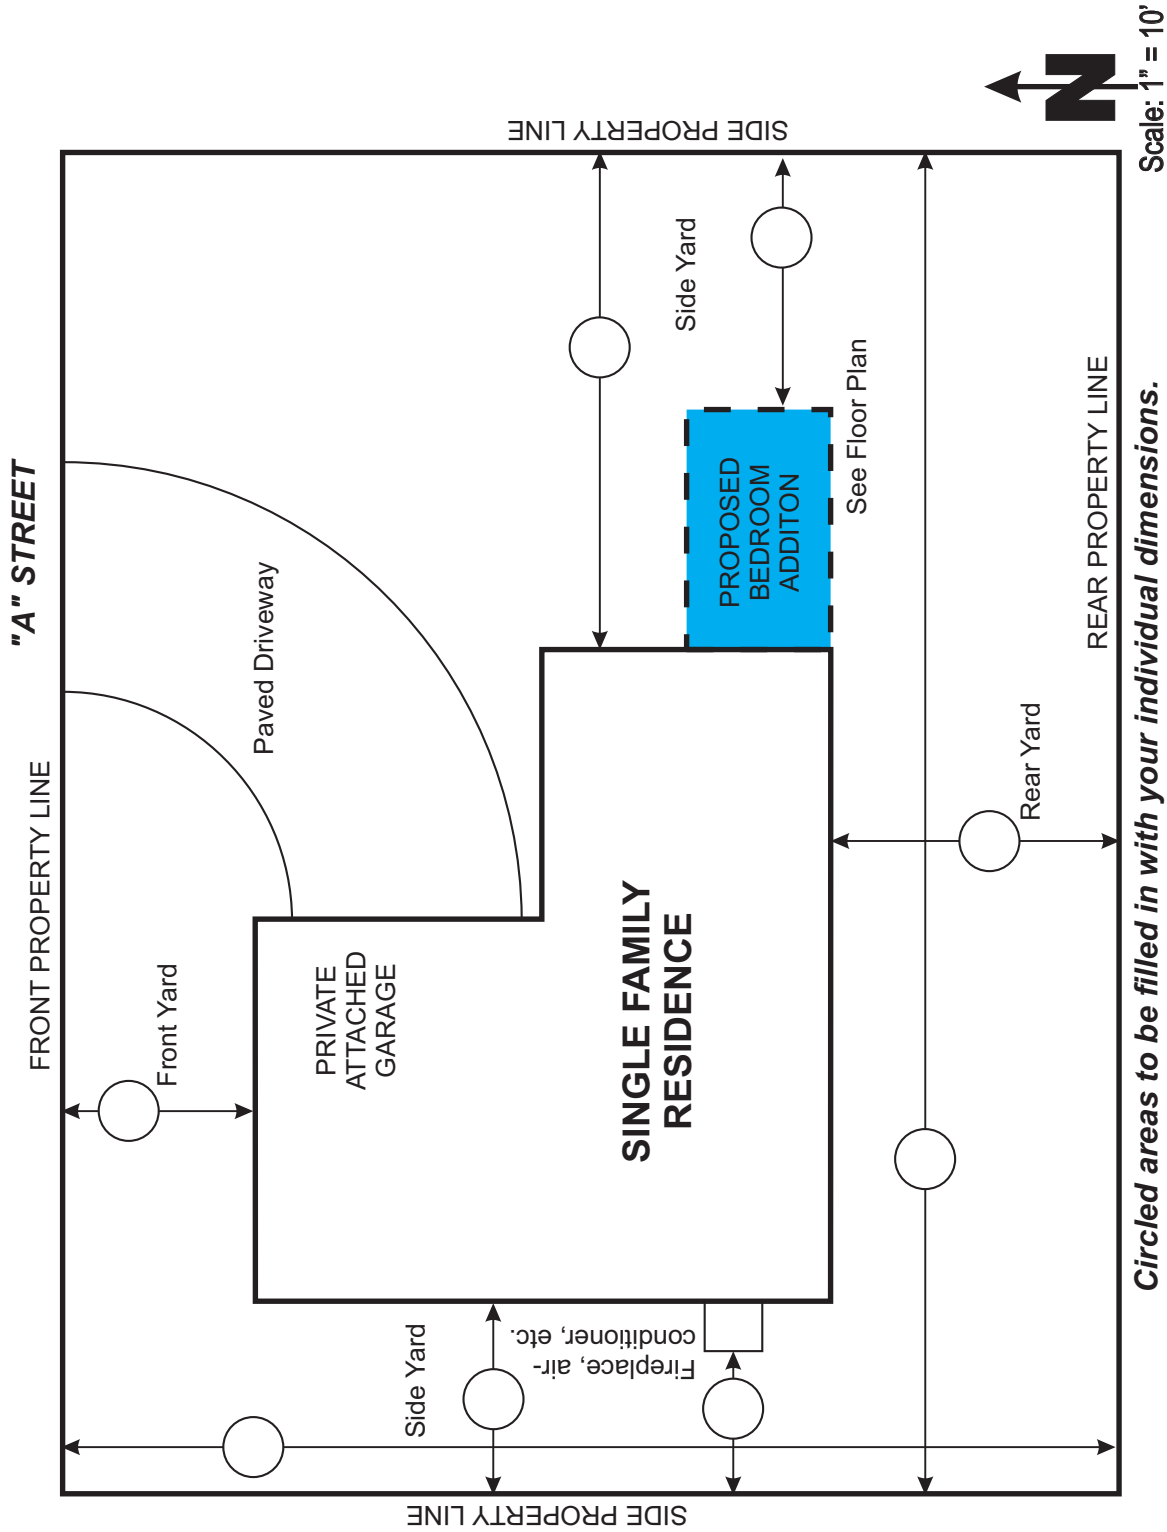 "A" STREET
FRONT PROPERTY LINE
Front Yard
Paved Driveway
PRIVATE
ATTACHED
GARAGE
SINGLE FAMILY
RESIDENCE
Side Yard
Fireplace, air-
conditioner, etc.
SIDE PROPERTY LINE
PROPOSED
BEDROOM
ADDITON
See Floor Plan
Side Yard
SIDE PROPERTY LINE
Rear Yard
REAR PROPERTY LINE
Circled areas to be filled in with your individual dimensions.
N
Scale: 1" = 10'